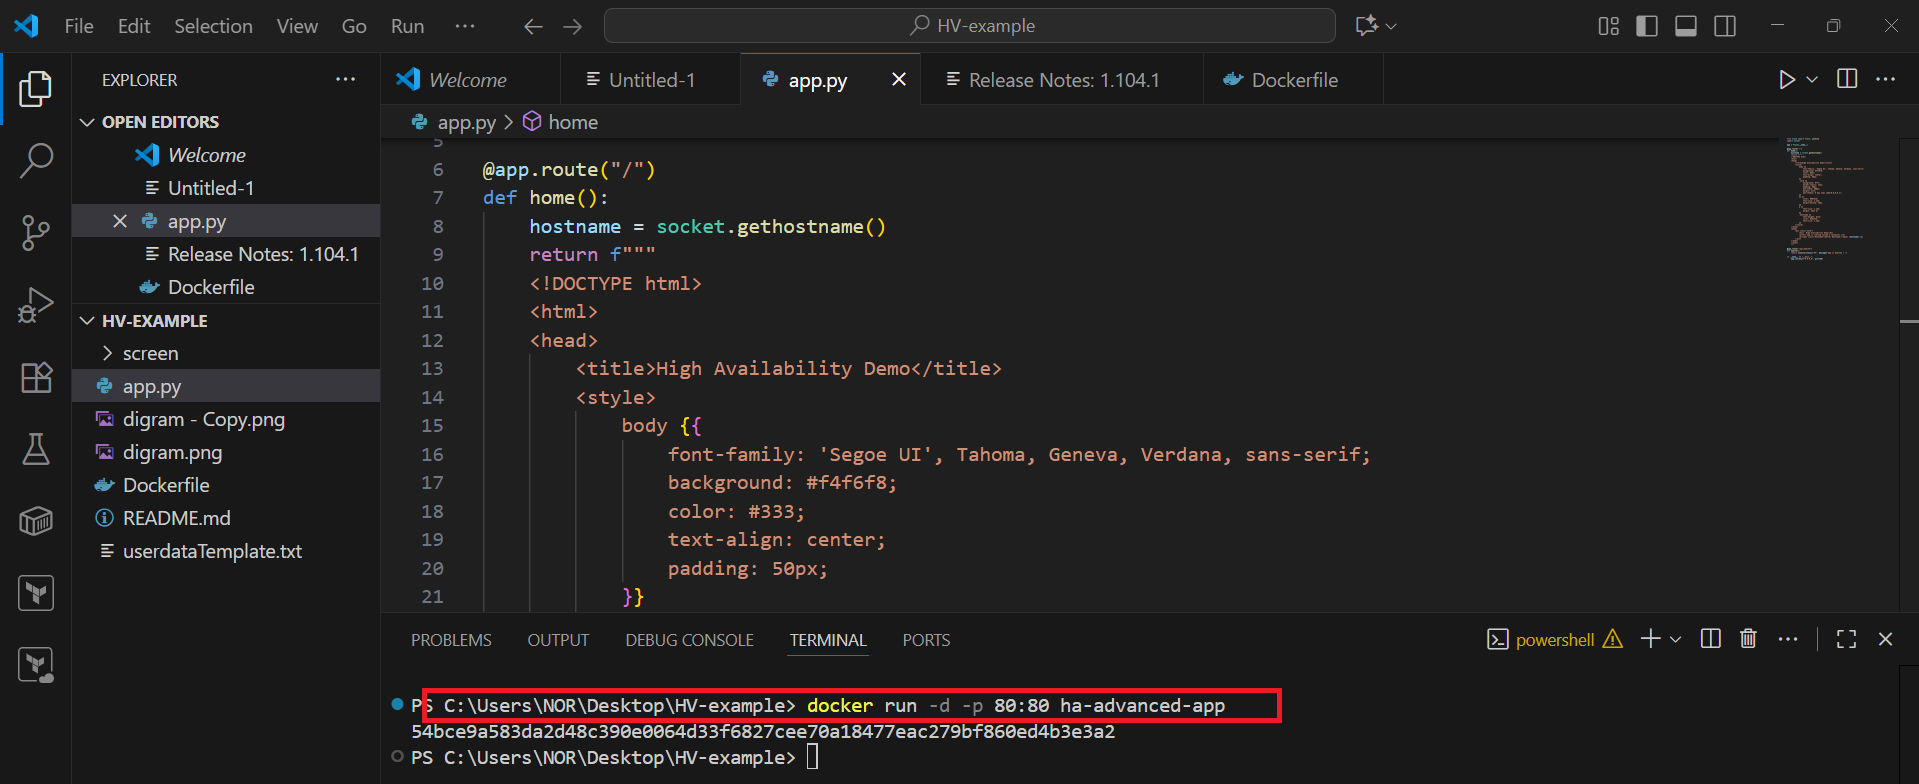 File Edit Selection View Go Run ···
HV-example
EXPLORER
OPEN EDITORS
Welcome
Untitled-1
app.py
Release Notes: 1.104.1
Dockerfile
HV-EXAMPLE
screen
app.py
digram - Copy.png
digram.png
Dockerfile
README.md
userdataTemplate.txt
Welcome Untitled-1 app.py Release Notes: 1.104.1 Dockerfile
app.py > home
5
6 @app.route("/")
7 def home():
8 hostname = socket.gethostname()
9 return f"""
10 <!DOCTYPE html>
11 <html>
12 <head>
13 <title>High Availability Demo</title>
14 <style>
15 body {{
16 font-family: 'Segoe UI', Tahoma, Geneva, Verdana, sans-serif;
17 background: #f4f6f8;
18 color: #333;
19 text-align: center;
20 padding: 50px;
21 }}
PROBLEMS OUTPUT DEBUG CONSOLE TERMINAL PORTS
powershell
PS C:\Users\NOR\Desktop\HV-example> docker run -d -p 80:80 ha-advanced-app
54bce9a583da2d48c390e0064d33f6827cee70a18477eac279bf860ed4b3e3a2
PS C:\Users\NOR\Desktop\HV-example>